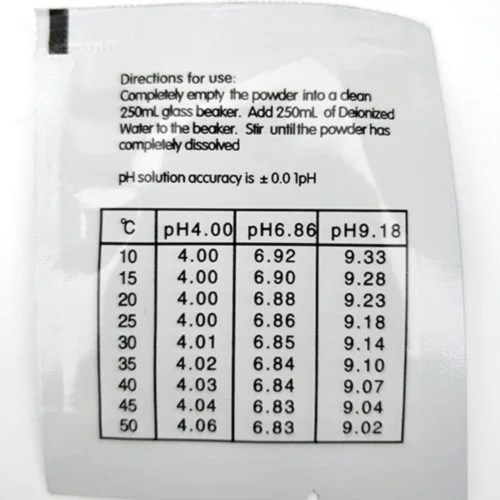 Directions for use:
Completely empty the powder into a clean
250mL glass beaker. Add 250mL of Deionized
Water to the beaker. Stir until the powder has
completely dissolved
pH solution accuracy is ±0.01pH
℃ pH4.00 pH6.86 pH9.18
10 4.00 6.92 9.33
15 4.00 6.90 9.28
20 4.00 6.88 9.23
25 4.00 6.86 9.18
30 4.01 6.85 9.14
35 4.02 6.84 9.10
40 4.03 6.84 9.07
45 4.04 6.83 9.04
50 4.06 6.83 9.02